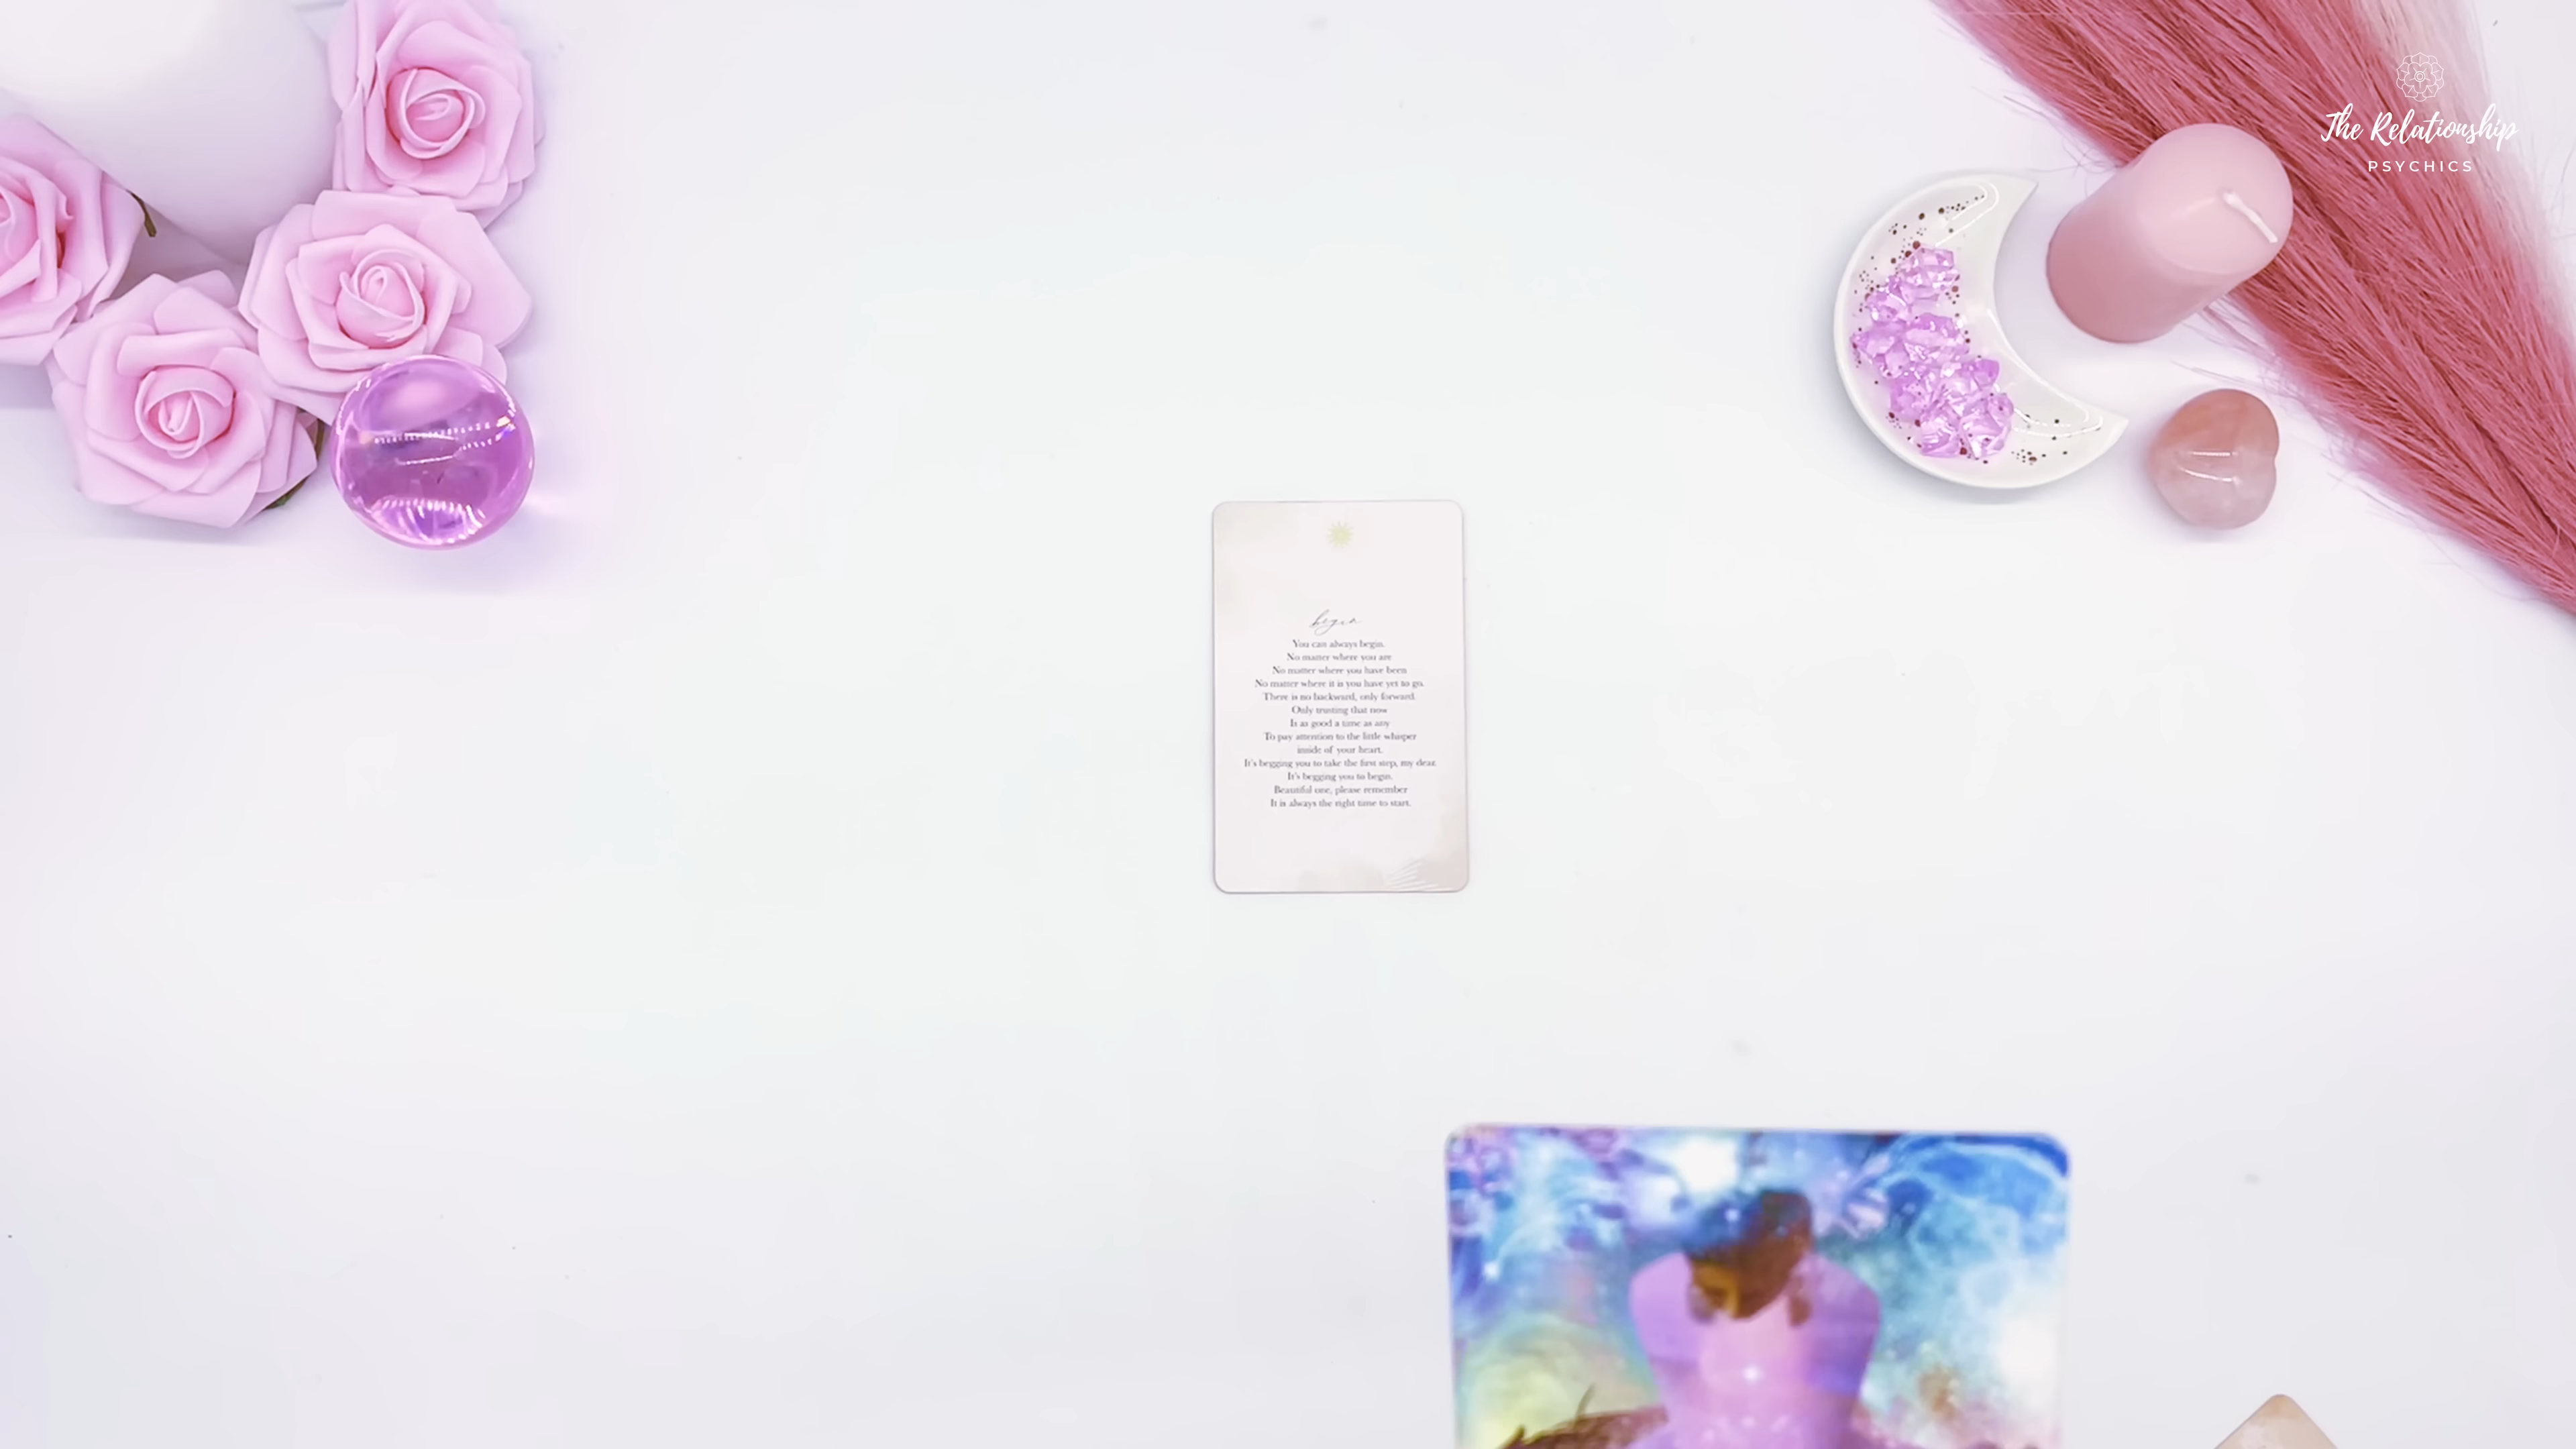 The Relationship
PSYCHICS
begin
You can always begin.
No matter where you are
No matter where you have been
No matter where it is you have yet to go.
There is no backward, only forward.
Only trusting that now
Is as good a time as any
To pay attention to the little whisper
inside of your heart.
It's begging you to take the first step, my dear.
It's begging you to begin.
Beautiful one, please remember
It is always the right time to start.